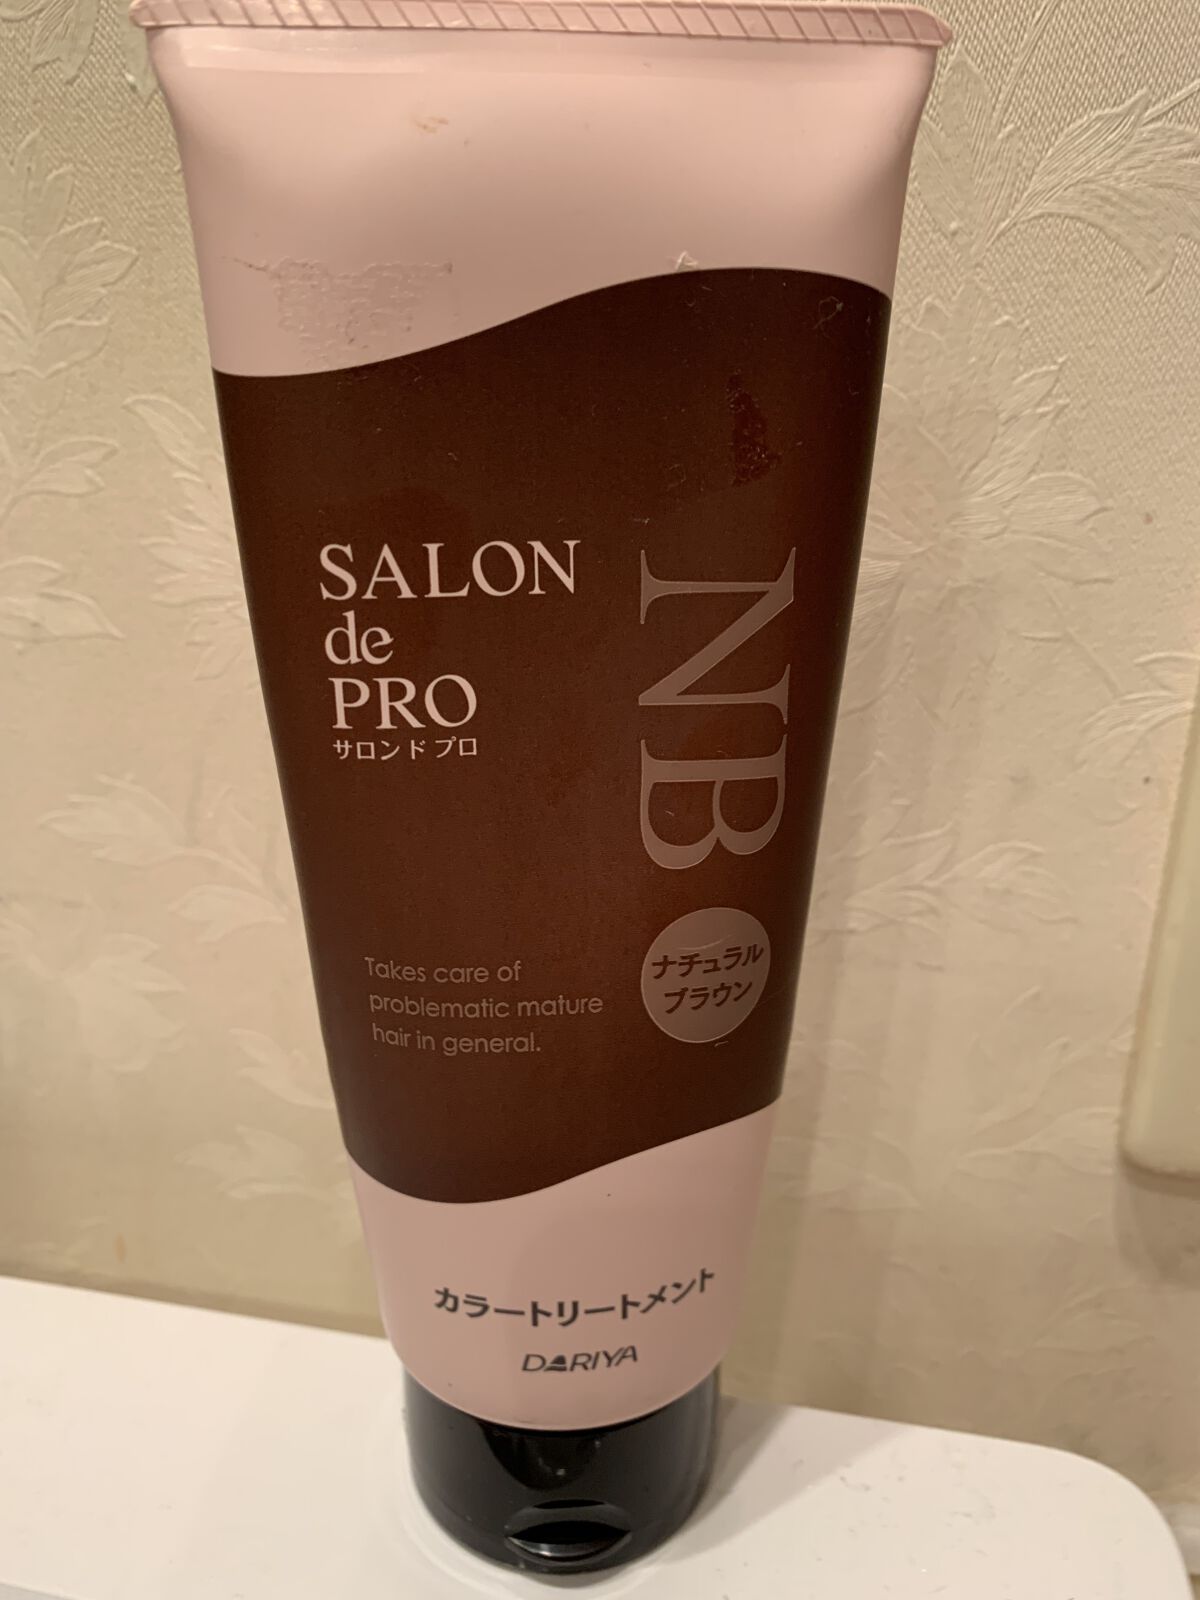 SALON
de
PRO
サロン ド プロ
NB
ナチュラル
ブラウン
Takes care of
problematic mature
hair in general.
カラートリートメント
DARIYA